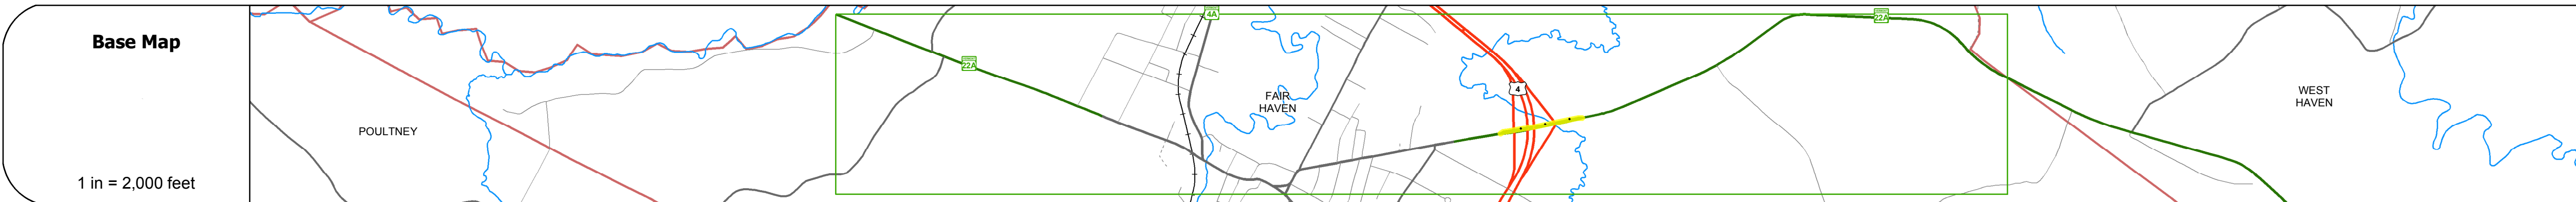 Base Map
1 in = 2,000 feet
POULTNEY
22A
4A
FAIR
HAVEN
4
22A
WEST
HAVEN